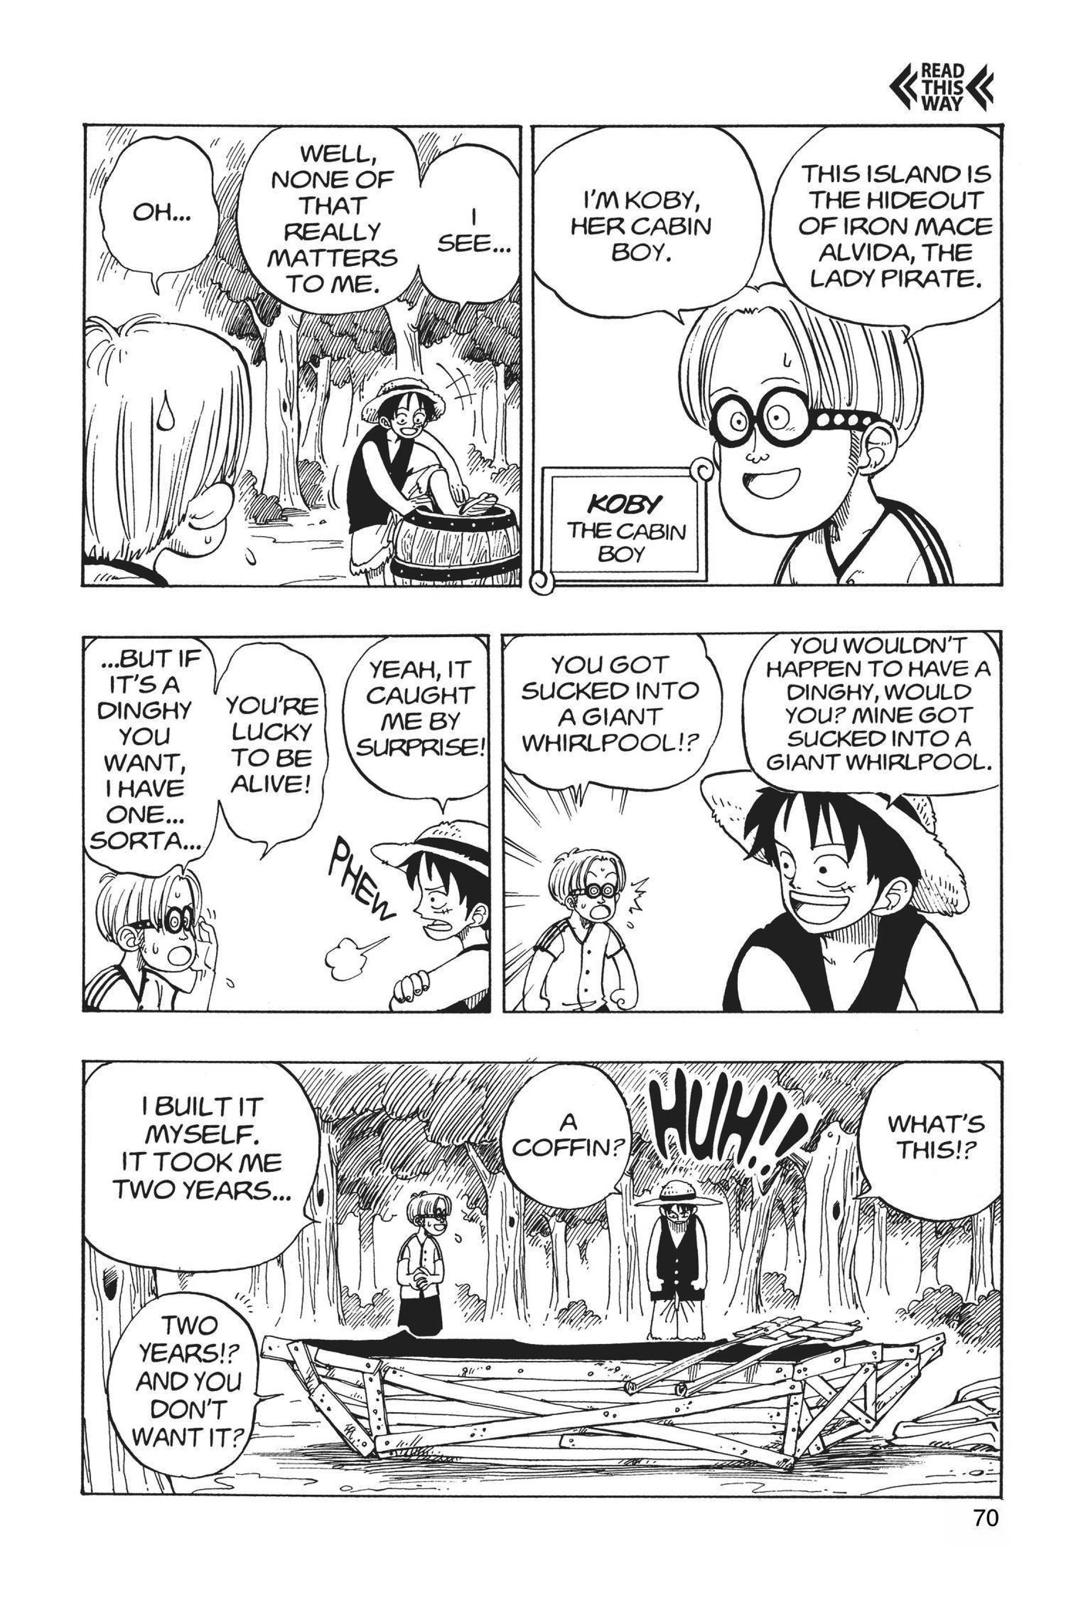 READ
THIS
WAY
THIS ISLAND IS
THE HIDEOUT
OF IRON MACE
ALVIDA, THE
LADY PIRATE.
I'M KOBY,
HER CABIN
BOY.
KOBY
THE CABIN
BOY
I
SEE...
WELL,
NONE OF
THAT
REALLY
MATTERS
TO ME.
OH...
YOU WOULDN'T
HAPPEN TO HAVE A
DINGHY, WOULD
YOU? MINE GOT
SUCKED INTO A
GIANT WHIRLPOOL.
YOU GOT
SUCKED INTO
A GIANT
WHIRLPOOL!?
YEAH, IT
CAUGHT
ME BY
SURPRISE!
PHEW
YOU'RE
LUCKY
TO BE
ALIVE!
...BUT IF
IT'S A
DINGHY
YOU
WANT,
I HAVE
ONE...
SORTA...
WHAT'S
THIS!?
HUH!!
A
COFFIN?
I BUILT IT
MYSELF.
IT TOOK ME
TWO YEARS...
TWO
YEARS!?
AND YOU
DON'T
WANT IT?
70